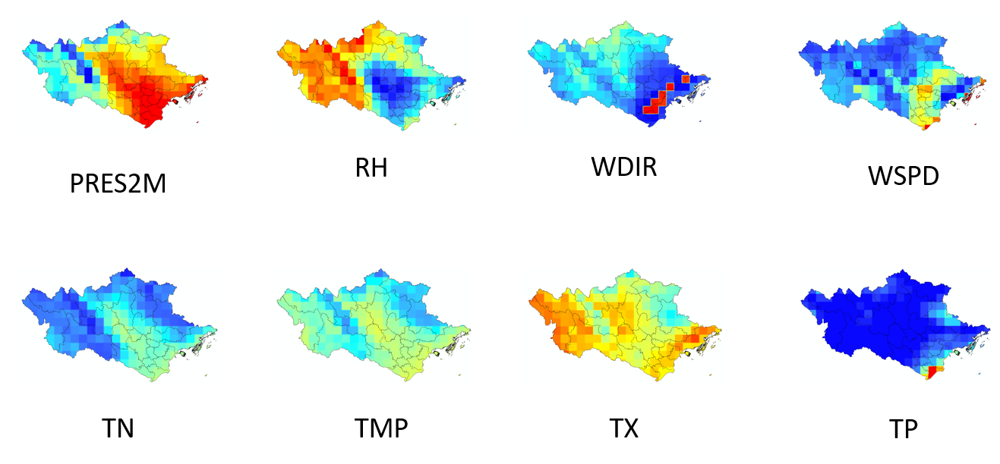 PRES2M
RH
WDIR
WSPD
TN
TMP
TX
TP